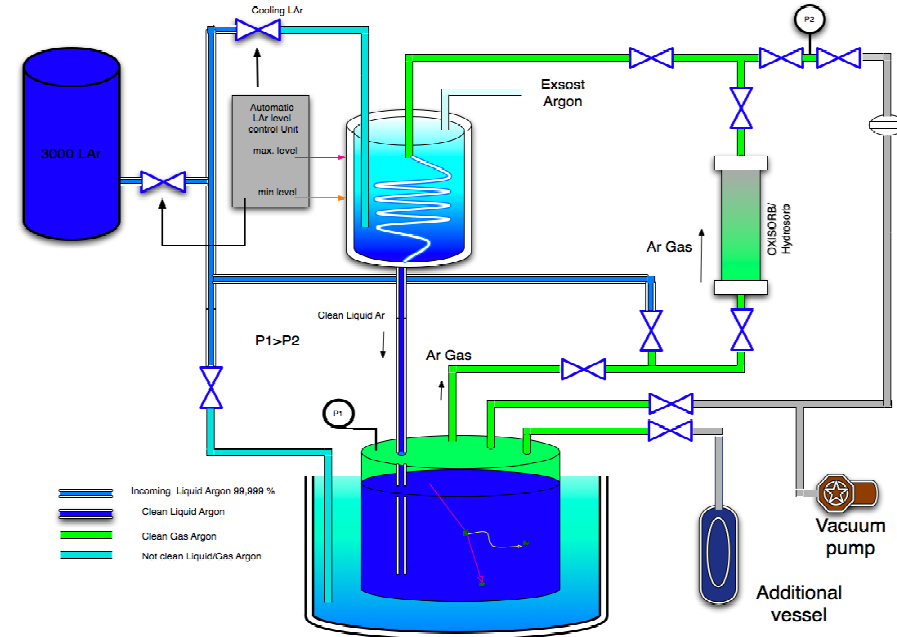 Cooling LAr
P2
Exsost
Argon
Automatic
LAr level
control Unit
max. level
min level
3000 LAr
OXISORB/
Hydrosorb
Ar Gas
Clean Liquid Ar
P1>P2
Ar Gas
P1
Incoming Liquid Argon 99,999 %
Clean Liquid Argon
Clean Gas Argon
Not clean Liquid/Gas Argon
Vacuum
pump
Additional
vessel